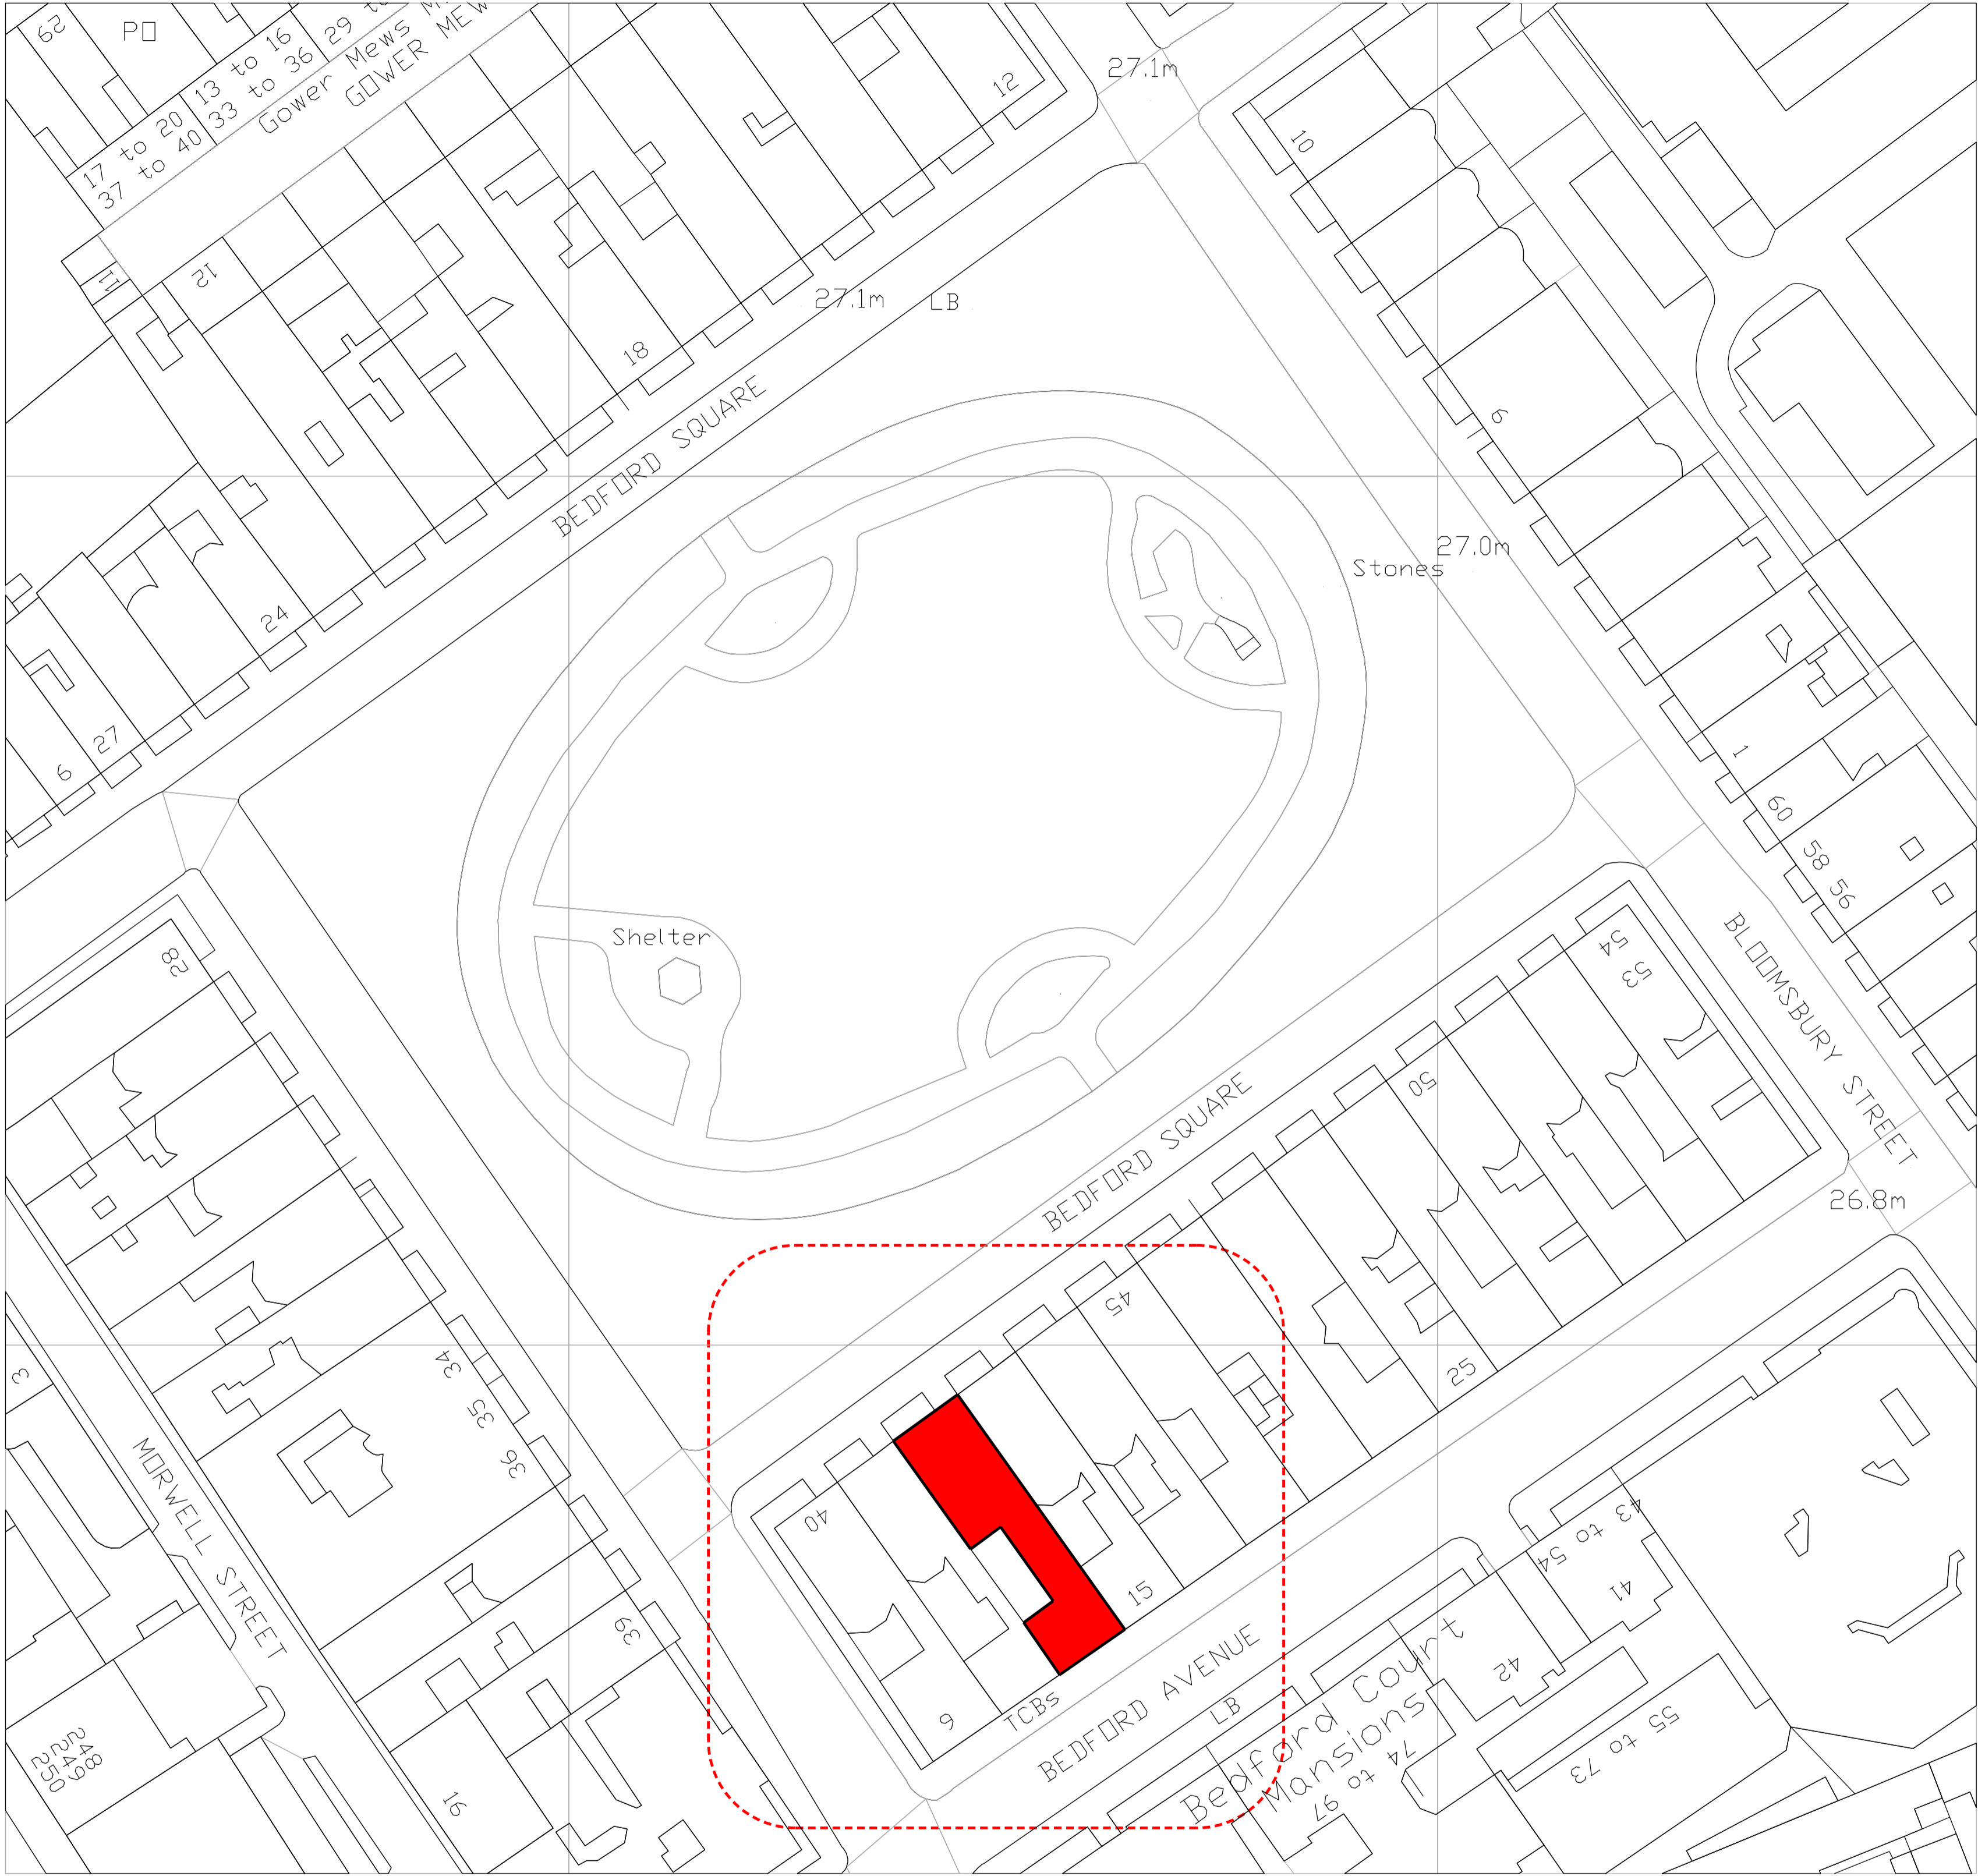 29
PO
17 to 20
37 to 40
13 to 16
33 to 36
29 to
Gower Mews
GOWER MEW
12
27.1m
10
11
12
18
27.1m
LB
BEDFORD SQUARE
6
24
27
6
27.0m
Stones
1
60
58
56
Shelter
28
54
53
BLOOMSBURY STREET
50
BEDFORD SQUARE
26.8m
45
34
35
36
3
25
MORWELL STREET
40
39
15
43 to 54
41
42
9
TCBs
BEDFORD AVENUE
LB
Bedford Court
Mansions
74 to 97
55 to 73
248
249
250
16